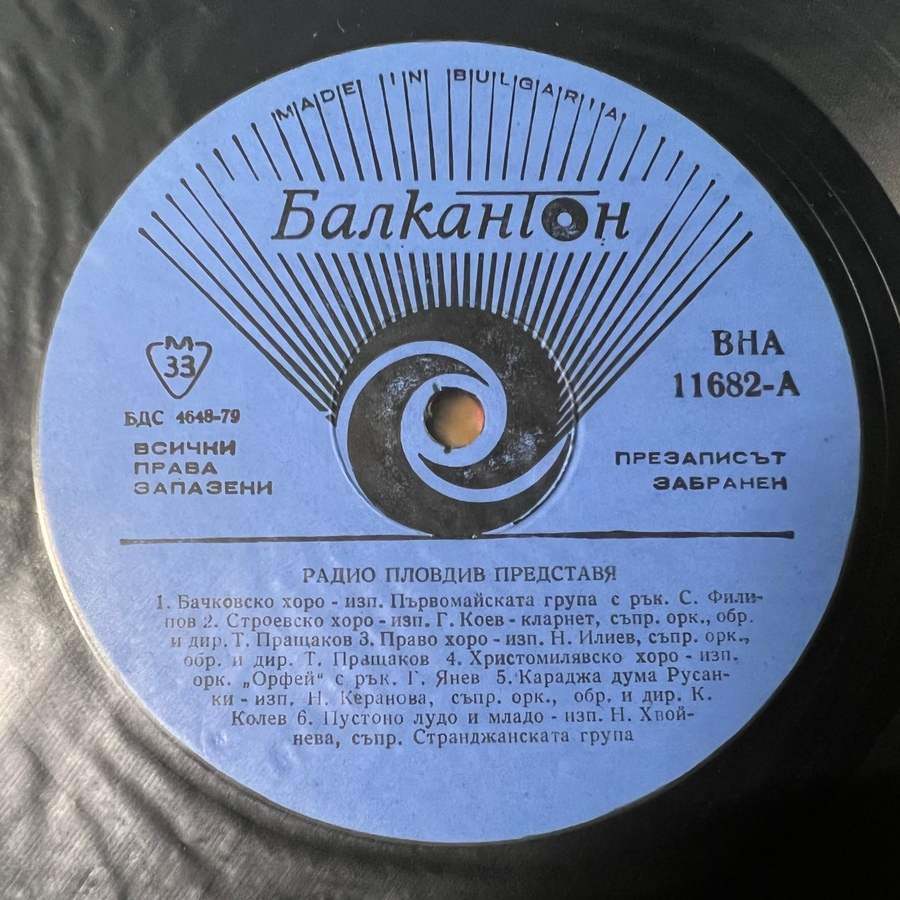 MADE IN BULGARIA
Балкантон
М
33
БДС 4648-79
ВСИЧКИ
ПРАВА
ЗАПАЗЕНИ
ВНА
11682-А
ПРЕЗАПИСЪТ
ЗАБРАНЕН
РАДИО ПЛОВДИВ ПРЕДСТАВЯ
1. Бачковско хоро - изп. Първомайската група с рък. С. Фили-
пов 2. Строевско хоро - изп. Г. Коев - кларнет, съпр. орк., обр.
и дир. Т. Пращаков 3. Право хоро - изп. Н. Илиев, съпр. орк.,
обр. и дир. Т. Пращаков 4. Христомилявско хоро - изп.
орк. „Орфей" с рък. Г. Янев 5. Караджа дума Русан-
ки - изп. Н. Керанова, съпр. орк., обр. и дир. К.
Колев 6. Пустоно лудо и младо - изп. Н. Хвой-
нева, съпр. Странджанската група